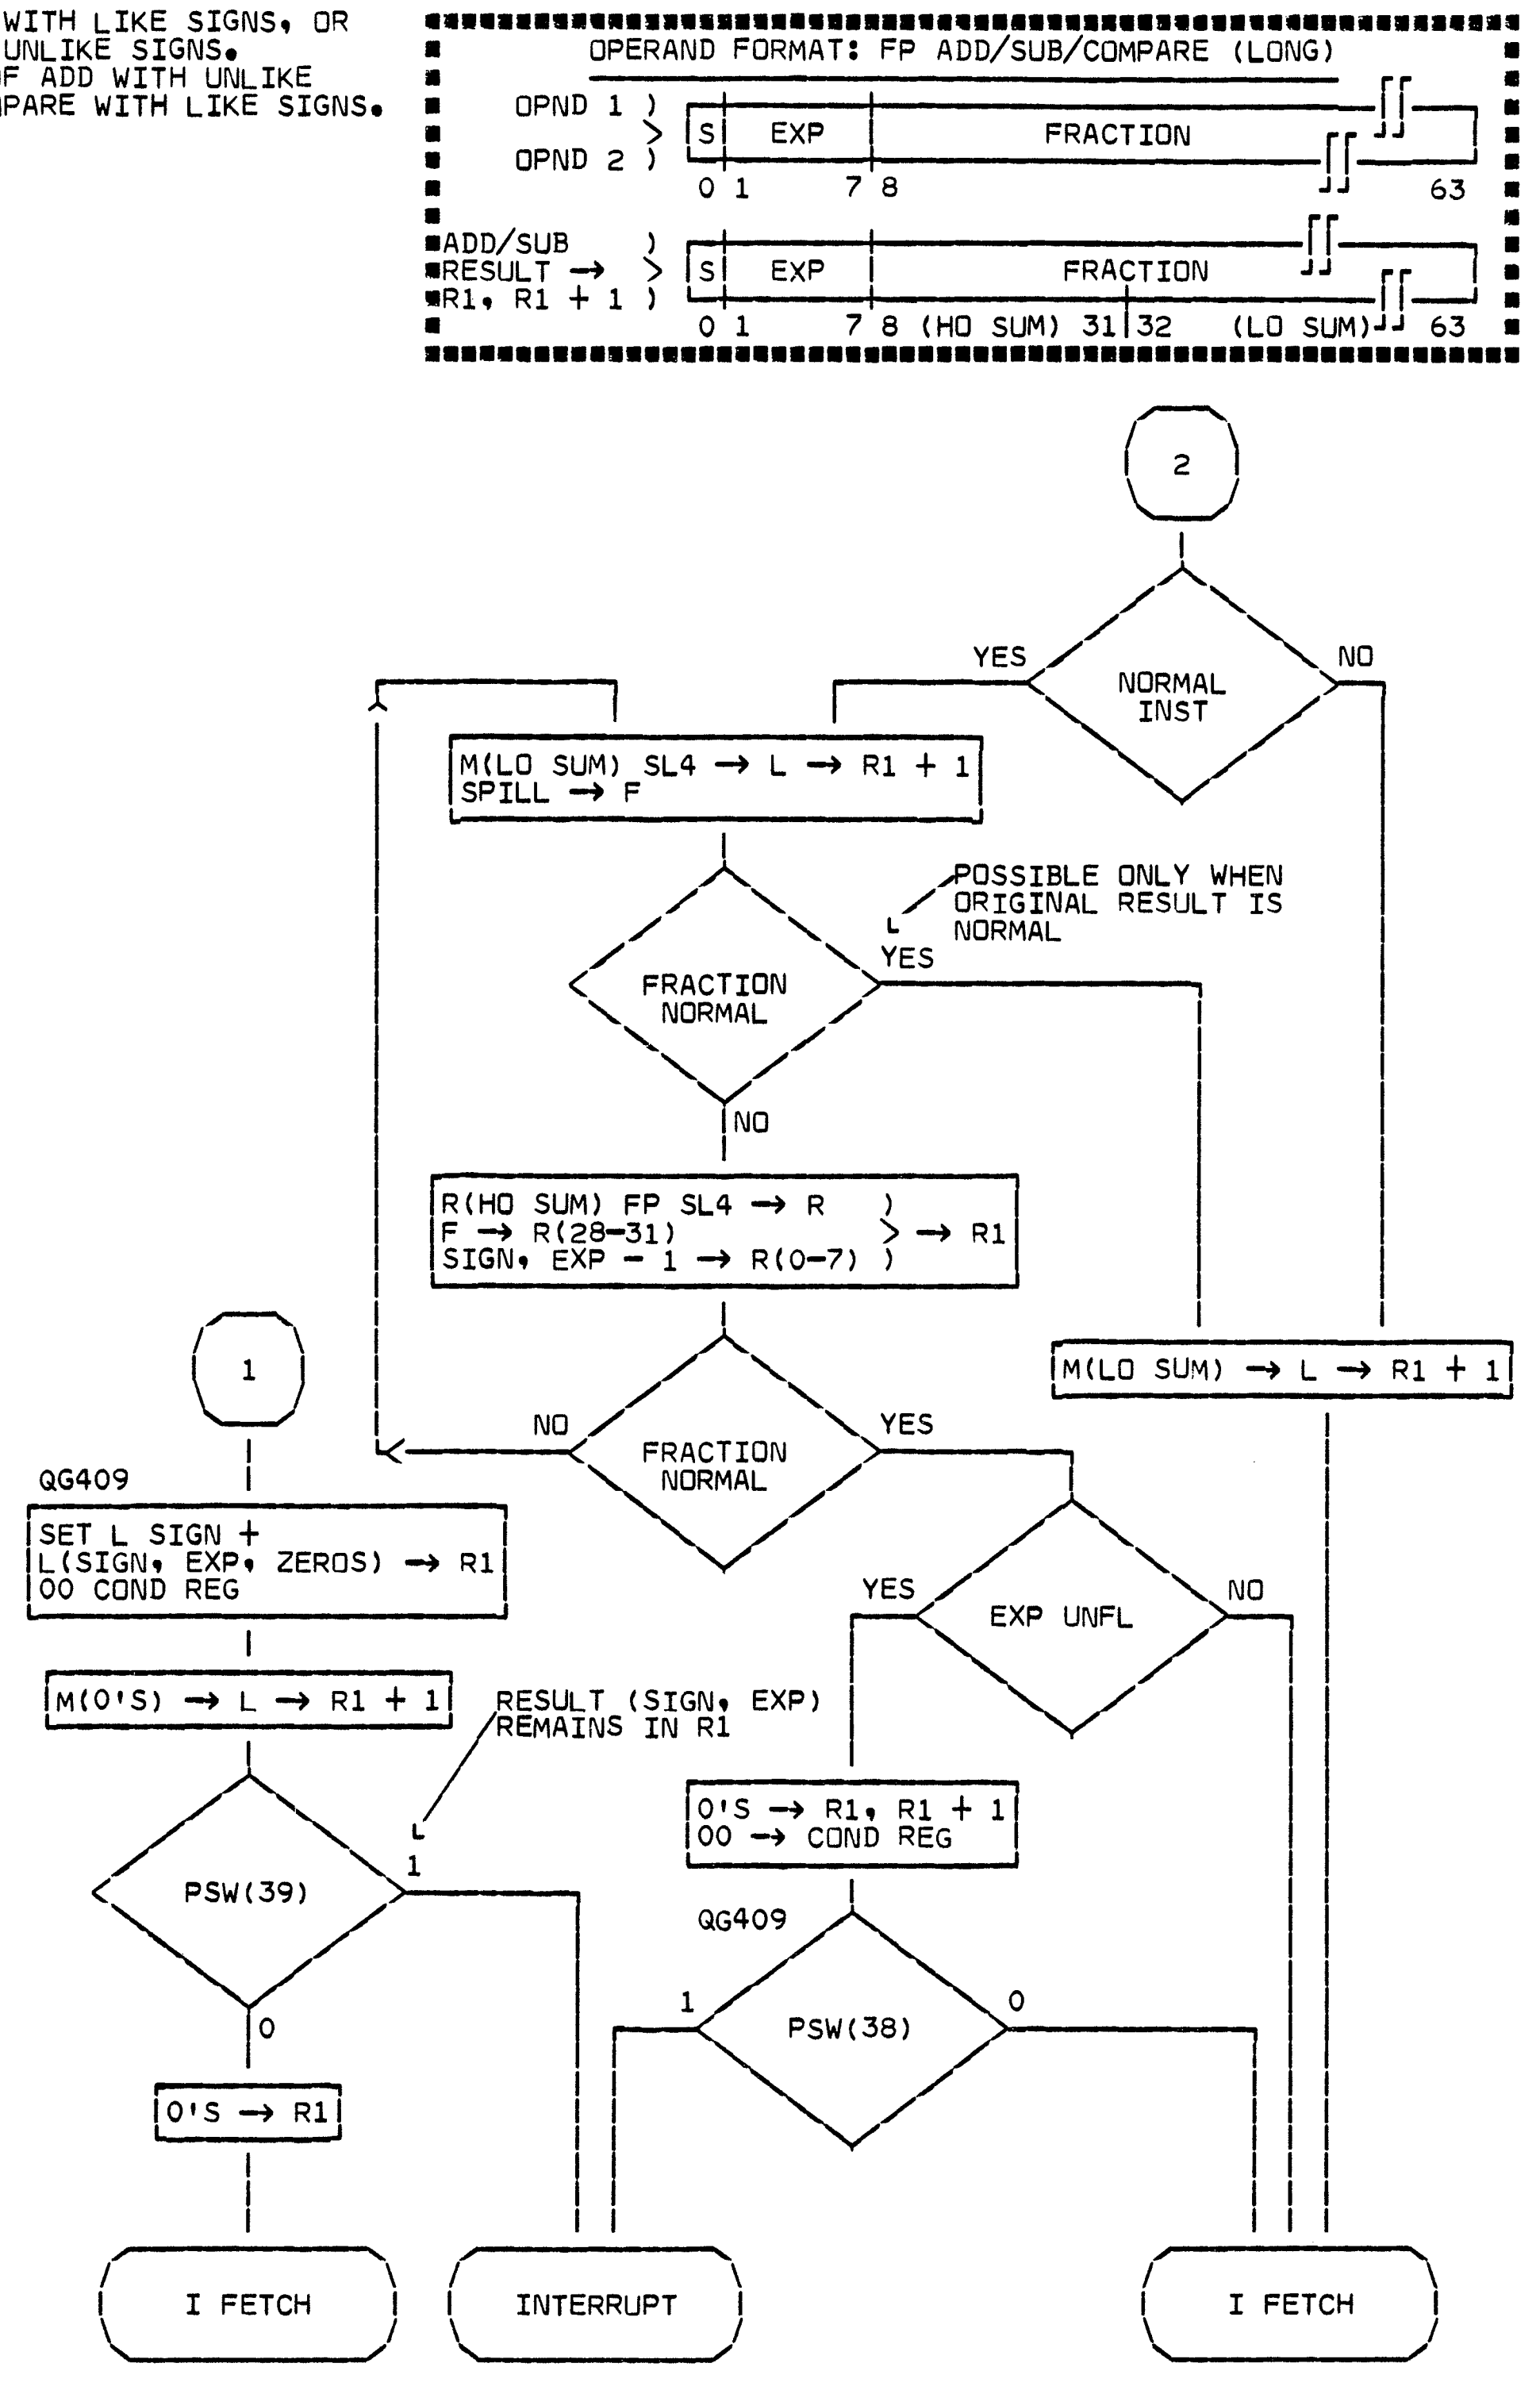 WITH LIKE SIGNS, OR
UNLIKE SIGNS.
F ADD WITH UNLIKE
PARE WITH LIKE SIGNS.
OPERAND FORMAT: FP ADD/SUB/COMPARE (LONG)
OPND 1 )
>
OPND 2 )
S EXP FRACTION
0 1 7 8 63
ADD/SUB )
RESULT → >
R1, R1 + 1 )
S EXP FRACTION
0 1 7 8 (HO SUM) 31 32 (LO SUM) 63
2
NORMAL
INST
YES
NO
M(LO SUM) SL4 → L → R1 + 1
SPILL → F
POSSIBLE ONLY WHEN
ORIGINAL RESULT IS
NORMAL
FRACTION
NORMAL
YES
NO
R(HO SUM) FP SL4 → R )
F → R(28-31) > → R1
SIGN, EXP - 1 → R(0-7) )
M(LO SUM) → L → R1 + 1
FRACTION
NORMAL
NO
YES
EXP UNFL
YES
NO
1
QG409
SET L SIGN +
L(SIGN, EXP, ZEROS) → R1
00 COND REG
M(0'S) → L → R1 + 1
RESULT (SIGN, EXP)
REMAINS IN R1
PSW(39)
1
0
0'S → R1
0'S → R1, R1 + 1
00 → COND REG
QG409
PSW(38)
1
0
I FETCH
INTERRUPT
I FETCH